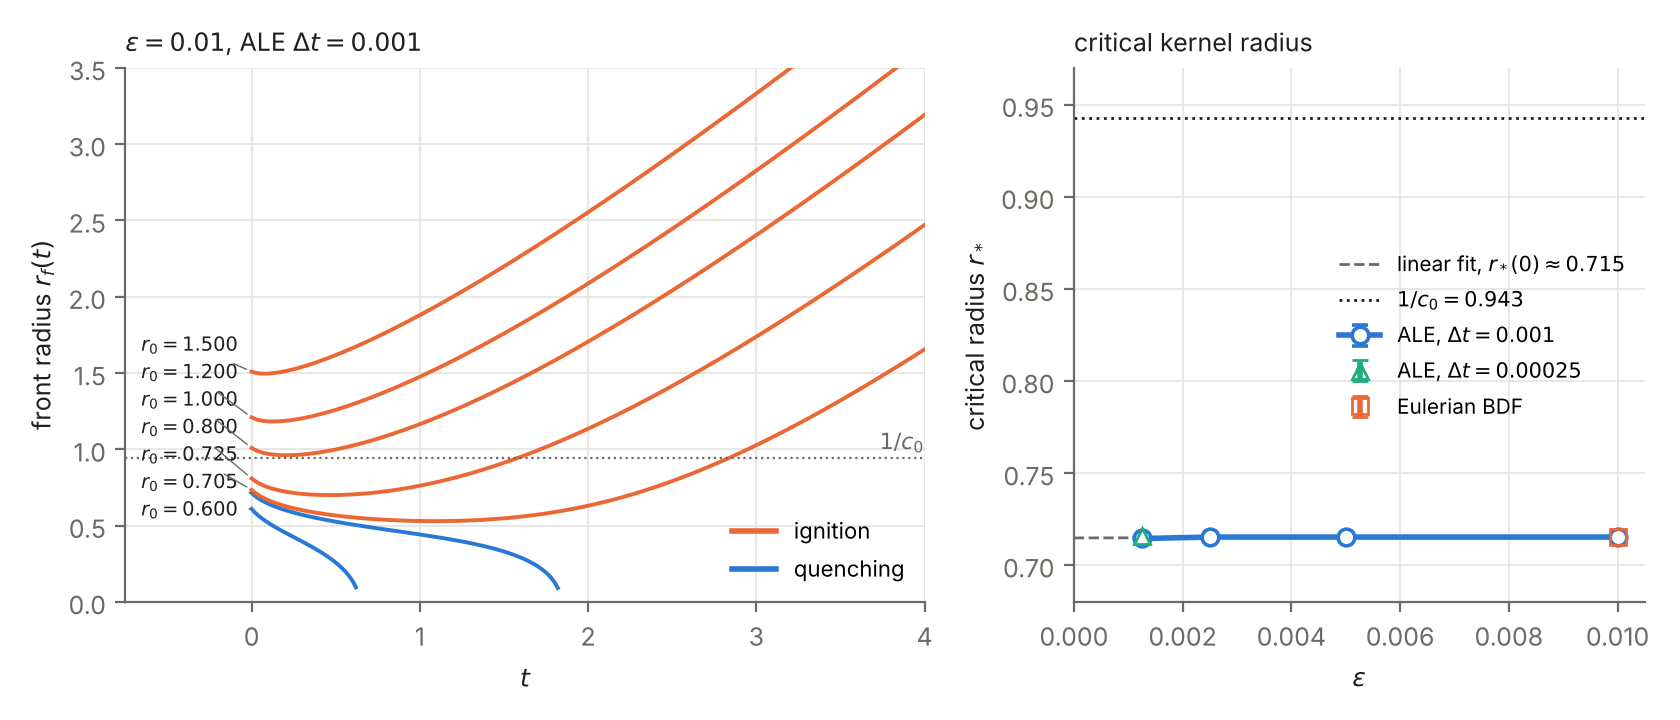 ε = 0.01, ALE Δt = 0.001
front radius r_f(t)
3.5
3.0
2.5
2.0
1.5
1.0
0.5
0.0
r₀ = 1.500
r₀ = 1.200
r₀ = 1.000
r₀ = 0.800
r₀ = 0.725
r₀ = 0.705
r₀ = 0.600
1/c₀
ignition
quenching
0 1 2 3 4
t
critical kernel radius
critical radius r*
0.95
0.90
0.85
0.80
0.75
0.70
linear fit, r*(0) ≈ 0.715
1/c₀ = 0.943
ALE, Δt = 0.001
ALE, Δt = 0.00025
Eulerian BDF
0.000 0.002 0.004 0.006 0.008 0.010
ε